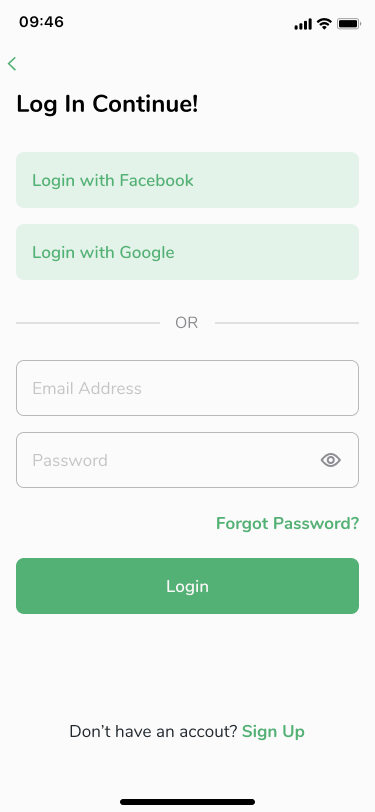 09:46
Log In Continue!
Login with Facebook
Login with Google
OR
Email Address
Password
Forgot Password?
Login
Don’t have an accout? Sign Up